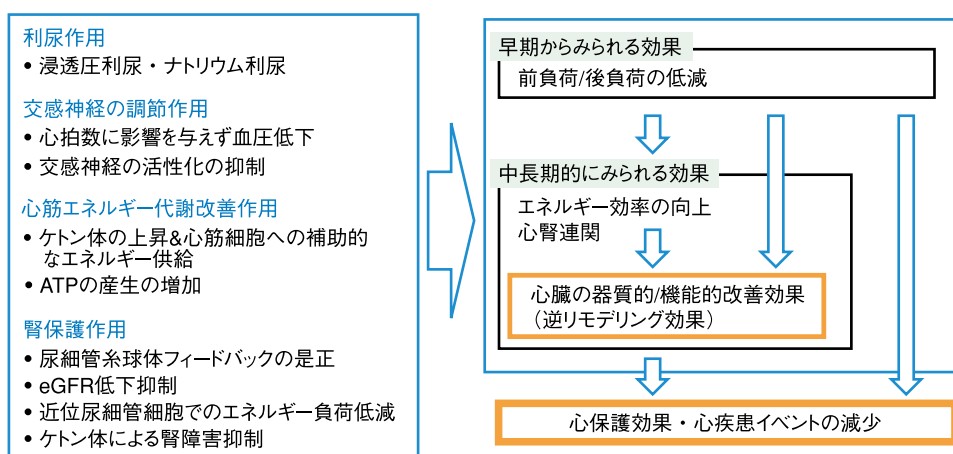 利尿作用
• 浸透圧利尿・ナトリウム利尿
交感神経の調節作用
• 心拍数に影響を与えず血圧低下
• 交感神経の活性化の抑制
心筋エネルギー代謝改善作用
• ケトン体の上昇&心筋細胞への補助的
なエネルギー供給
• ATPの産生の増加
腎保護作用
• 尿細管糸球体フィードバックの是正
• eGFR低下抑制
• 近位尿細管細胞でのエネルギー負荷低減
• ケトン体による腎障害抑制
早期からみられる効果
前負荷/後負荷の低減
中長期的にみられる効果
エネルギー効率の向上
心腎連関
心臓の器質的/機能的改善効果
（逆リモデリング効果）
心保護効果・心疾患イベントの減少